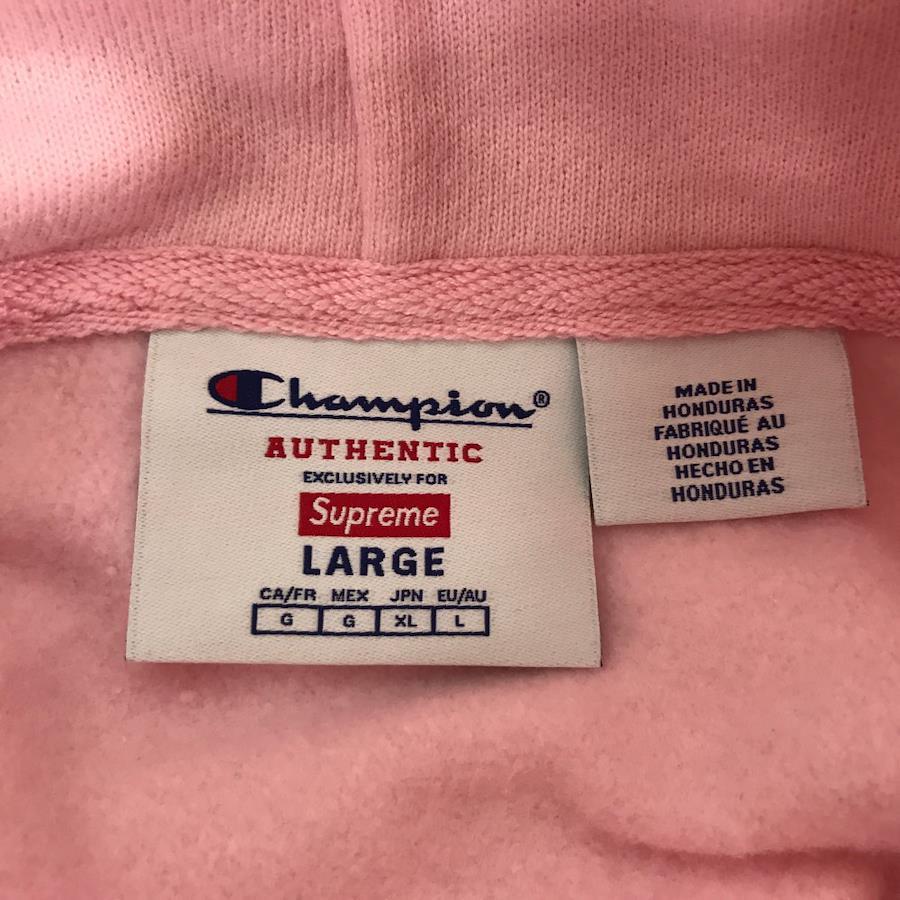 Champion®
AUTHENTIC
EXCLUSIVELY FOR
Supreme
LARGE
CA/FR MEX JPN EU/AU
G G XL L
MADE IN
HONDURAS
FABRIQUÉ AU
HONDURAS
HECHO EN
HONDURAS